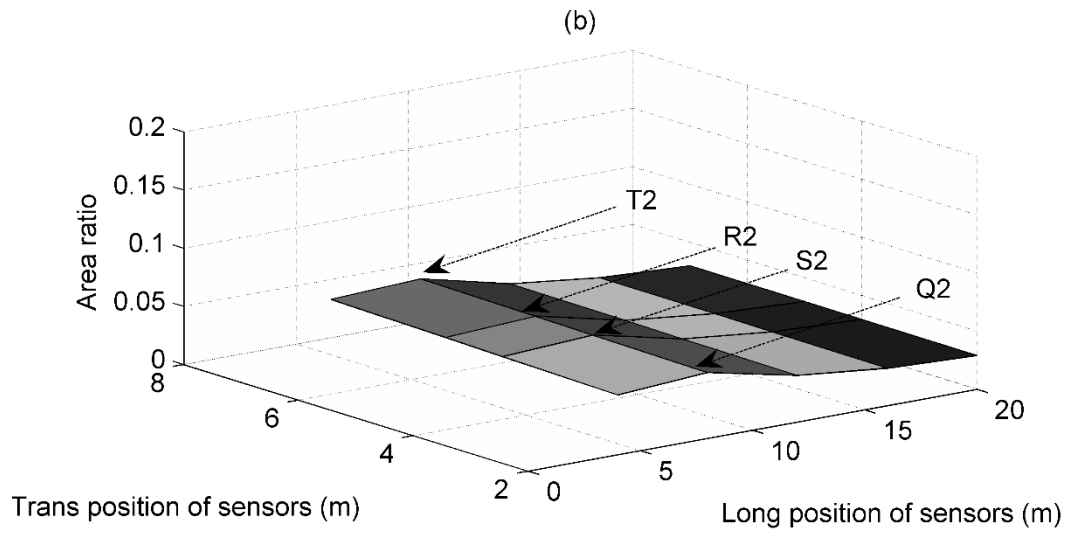 (b)
0.2
0.15
0.1
0.05
0
Area ratio
T2
R2
S2
Q2
8
6
4
2
0
5
10
15
20
Trans position of sensors (m)
Long position of sensors (m)